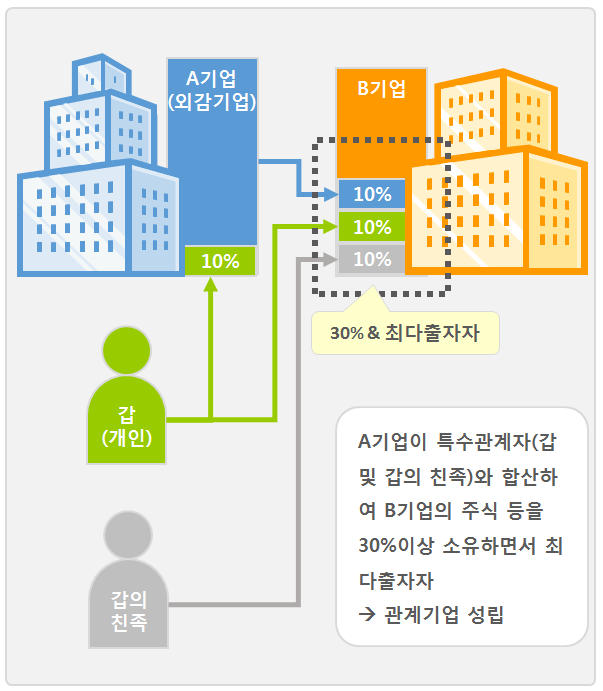 A기업
(외감기업)
B기업
10%
10%
10%
10%
30% & 최다출자자
갑
(개인)
갑의
친족
A기업이 특수관계자(갑
및 갑의 친족)와 합산하
여 B기업의 주식 등을
30%이상 소유하면서 최
다출자자
→ 관계기업 성립